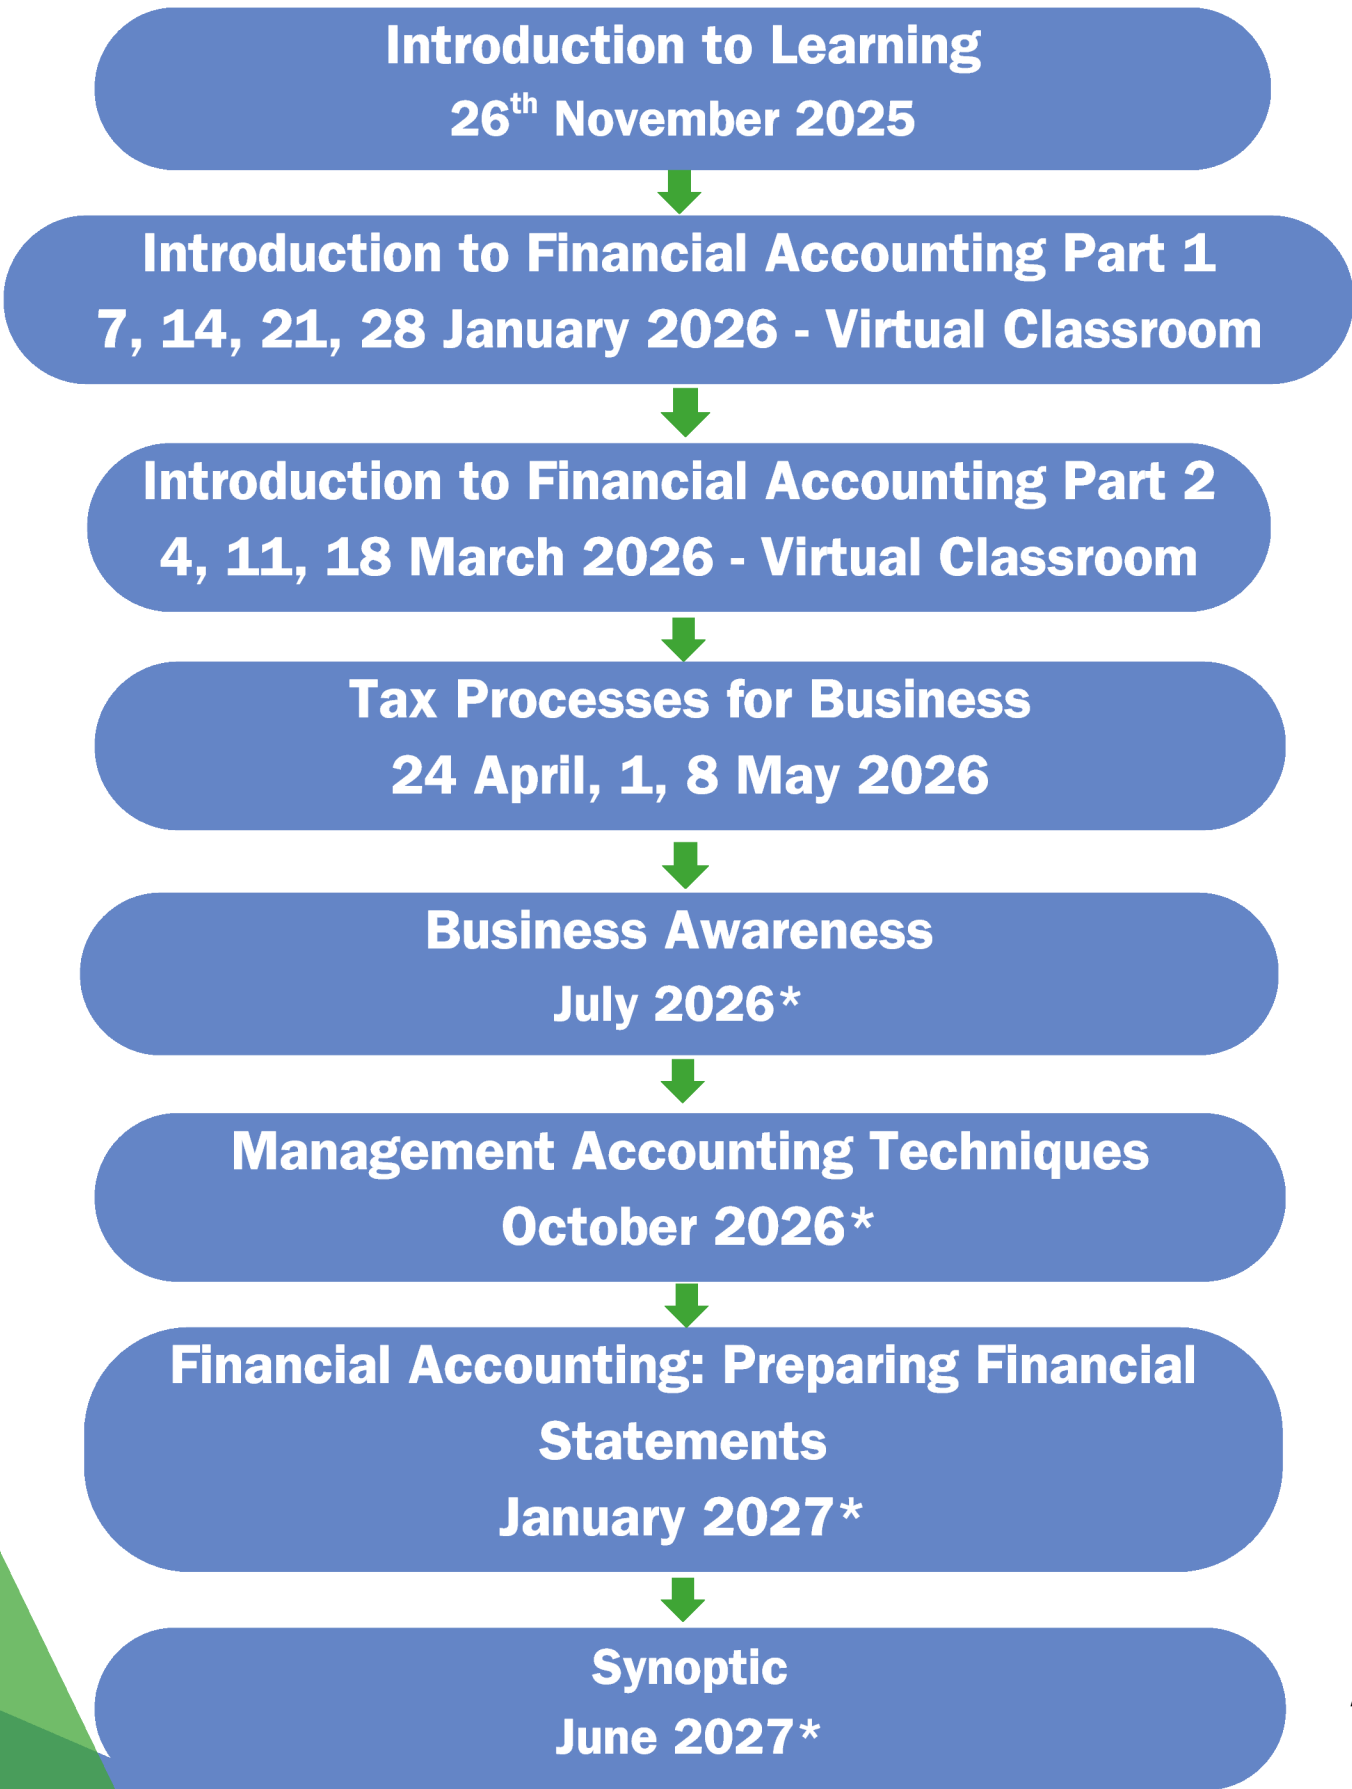 Introduction to Learning
26th November 2025
Introduction to Financial Accounting Part 1
7, 14, 21, 28 January 2026 - Virtual Classroom
Introduction to Financial Accounting Part 2
4, 11, 18 March 2026 - Virtual Classroom
Tax Processes for Business
24 April, 1, 8 May 2026
Business Awareness
July 2026*
Management Accounting Techniques
October 2026*
Financial Accounting: Preparing Financial
Statements
January 2027*
Synoptic
June 2027*